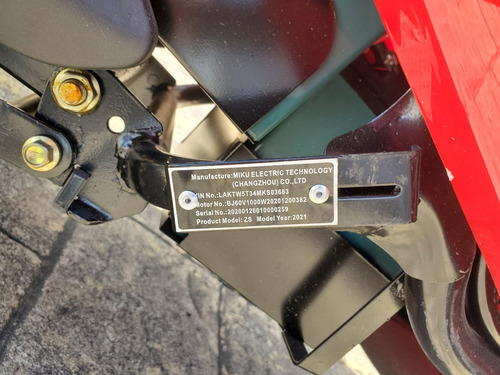 Manufacture:MIKU ELECTRIC TECHNOLOGY
(CHANGZHOU) CO.,LTD
VIN No.:LAKTW5T34MKS03683
Motor No.:BJ60V1000W20201200382
Serial No.:20200120010000259
Product Model: ZS Model Year:2021